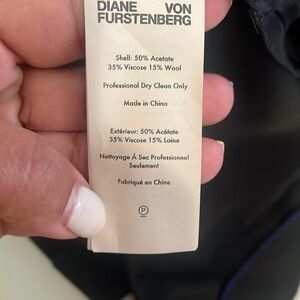 DIANE VON
FURSTENBERG
Shell: 50% Acetate
35% Viscose 15% Wool
Professional Dry Clean Only
Made in China
Extérieur: 50% Acétate
35% Viscose 15% Laine
Nettoyage À Sec Professionnel
Seulement
Fabriqué en Chine
P